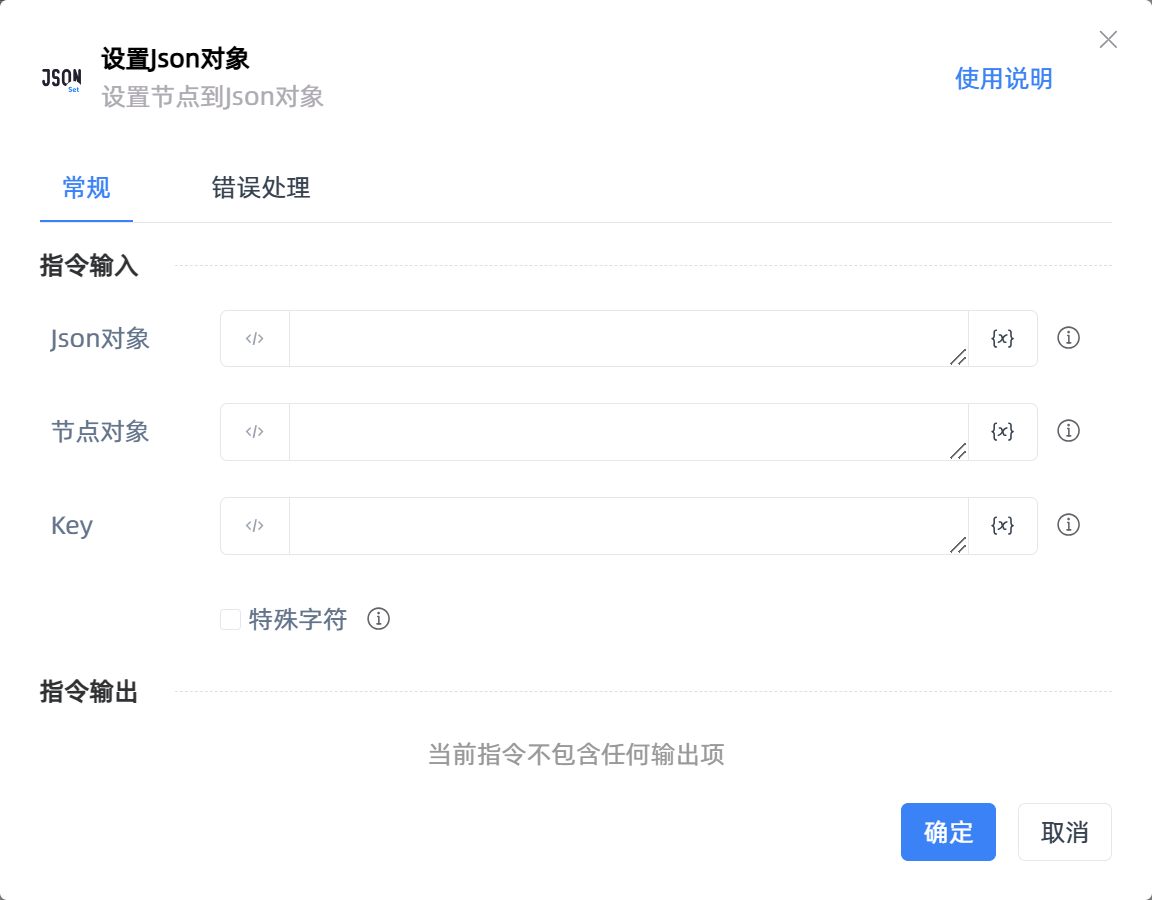 JSON
Set
设置Json对象
设置节点到Json对象
使用说明
常规
错误处理
指令输入
Json对象
</>
{x}
节点对象
</>
{x}
Key
</>
{x}
特殊字符
指令输出
当前指令不包含任何输出项
确定
取消